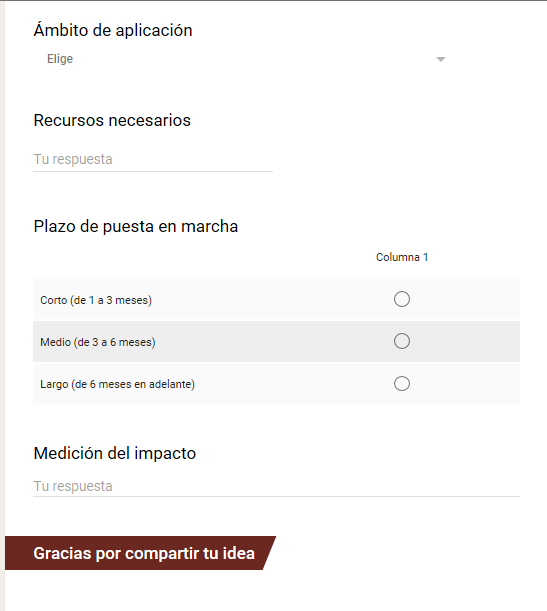 Ámbito de aplicación
Elige
Recursos necesarios
Tu respuesta
Plazo de puesta en marcha
Columna 1
Corto (de 1 a 3 meses)
Medio (de 3 a 6 meses)
Largo (de 6 meses en adelante)
Medición del impacto
Tu respuesta
Gracias por compartir tu idea